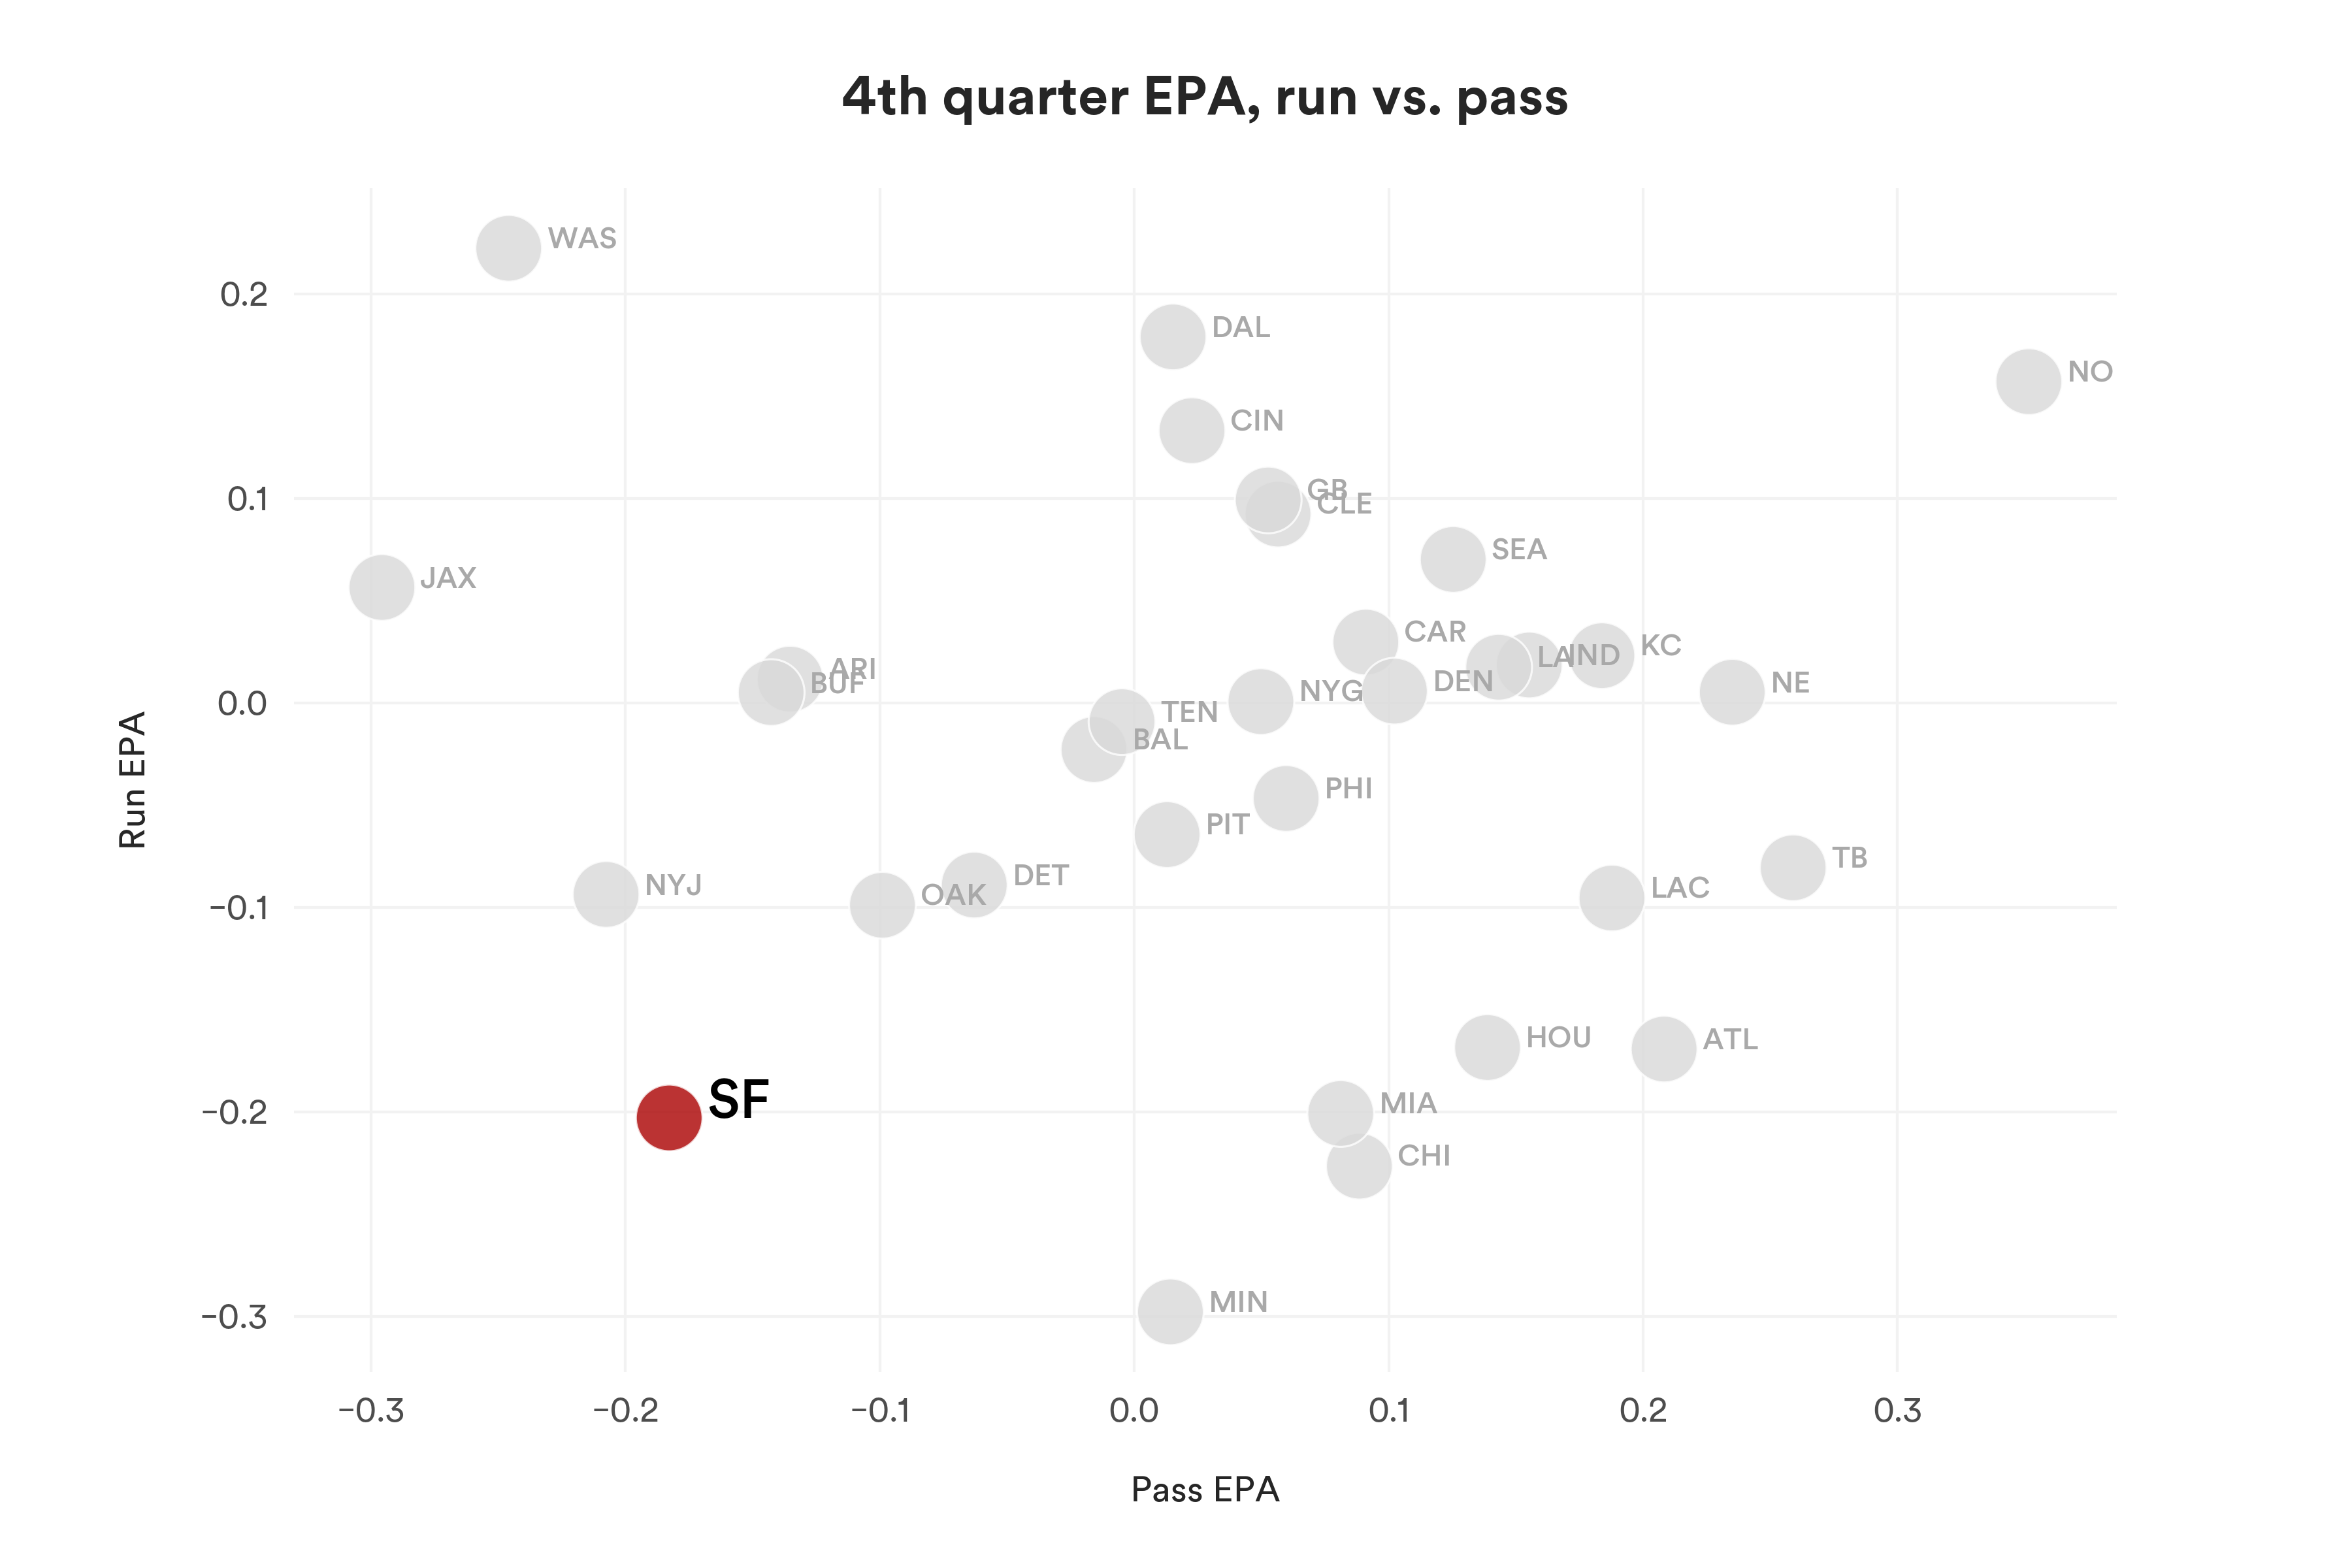 4th quarter EPA, run vs. pass
WAS
0.2
DAL
NO
CIN
0.1
GB
CLE
SEA
JAX
CAR
KC
LA
IND
ARI
BUF
0.0
NYG
DEN
NE
TEN
BAL
Run EPA
PHI
PIT
TB
NYJ
OAK
DET
LAC
−0.1
HOU
ATL
SF
−0.2
MIA
CHI
MIN
−0.3
−0.3
−0.2
−0.1
0.0
0.1
0.2
0.3
Pass EPA